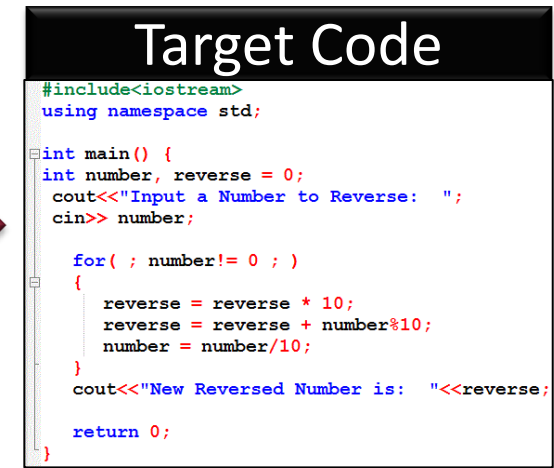 Target Code
#include<iostream>
using namespace std;
int main() {
int number, reverse = 0;
cout<<"Input a Number to Reverse:  ";
cin>> number;
for( ; number!= 0 ; )
{
reverse = reverse * 10;
reverse = reverse + number%10;
number = number/10;
}
cout<<"New Reversed Number is:  "<<reverse;
return 0;
}